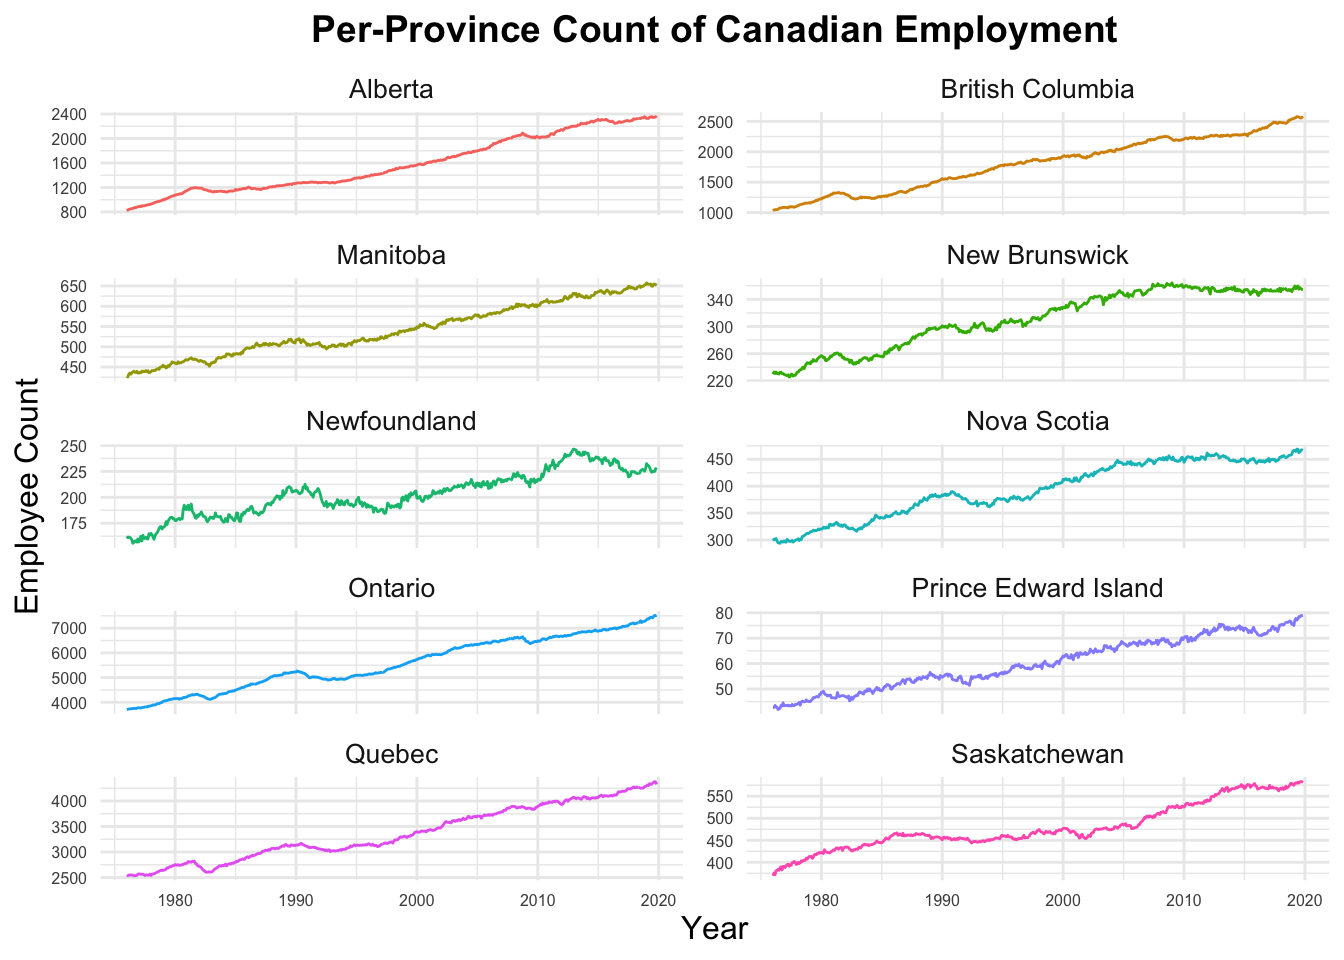 Per-Province Count of Canadian Employment
Alberta
2400
2000
1600
1200
800
British Columbia
2500
2000
1500
1000
Manitoba
650
600
550
500
450
New Brunswick
340
300
260
220
Newfoundland
250
225
200
175
Nova Scotia
450
400
350
300
Ontario
7000
6000
5000
4000
Prince Edward Island
80
70
60
50
Quebec
4000
3500
3000
2500
Saskatchewan
550
500
450
400
1980 1990 2000 2010 2020
1980 1990 2000 2010 2020
Year
Employee Count